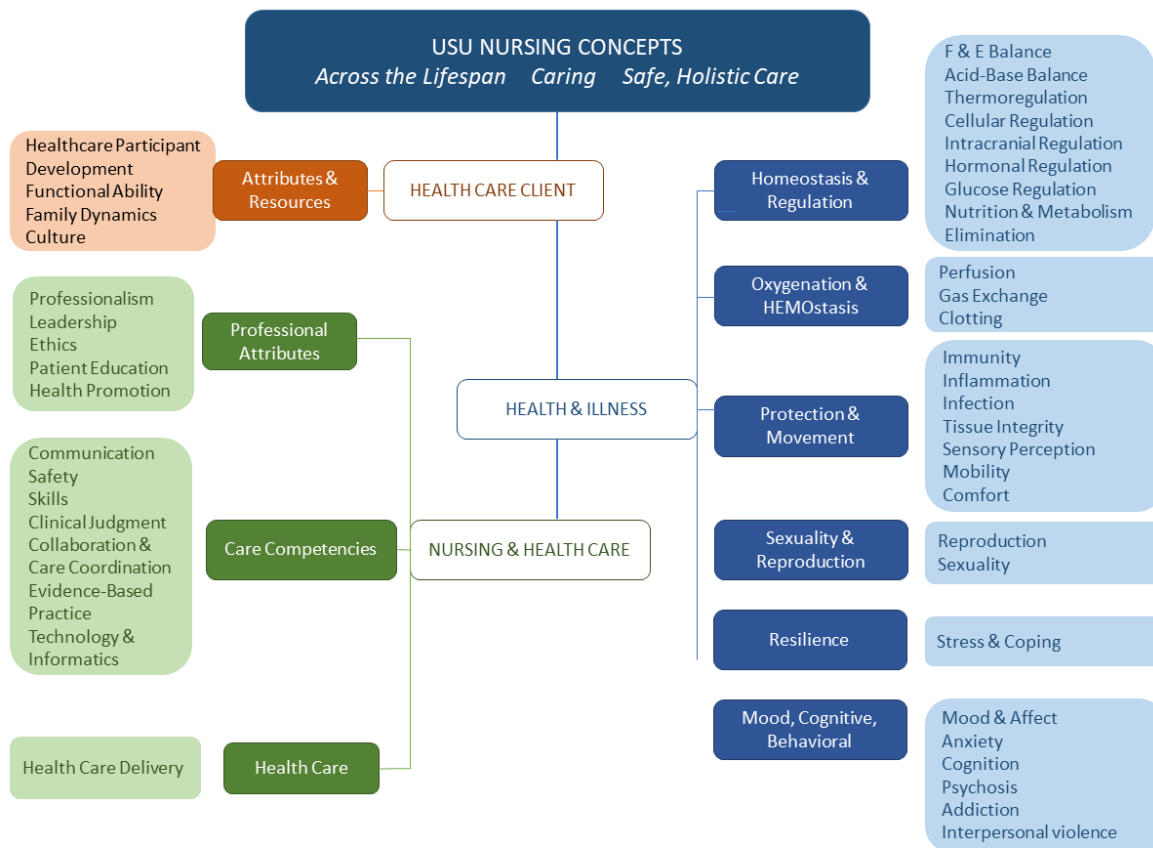 USU NURSING CONCEPTS
Across the Lifespan Caring Safe, Holistic Care
HEALTH CARE CLIENT
Attributes &
Resources
Healthcare Participant
Development
Functional Ability
Family Dynamics
Culture
HEALTH & ILLNESS
Homeostasis &
Regulation
F & E Balance
Acid-Base Balance
Thermoregulation
Cellular Regulation
Intracranial Regulation
Hormonal Regulation
Glucose Regulation
Nutrition & Metabolism
Elimination
Oxygenation &
HEMOstasis
Perfusion
Gas Exchange
Clotting
Protection &
Movement
Immunity
Inflammation
Infection
Tissue Integrity
Sensory Perception
Mobility
Comfort
Sexuality &
Reproduction
Reproduction
Sexuality
Resilience
Stress & Coping
Mood, Cognitive,
Behavioral
Mood & Affect
Anxiety
Cognition
Psychosis
Addiction
Interpersonal violence
NURSING & HEALTH CARE
Professional
Attributes
Professionalism
Leadership
Ethics
Patient Education
Health Promotion
Care Competencies
Communication
Safety
Skills
Clinical Judgment
Collaboration &
Care Coordination
Evidence-Based
Practice
Technology &
Informatics
Health Care
Health Care Delivery